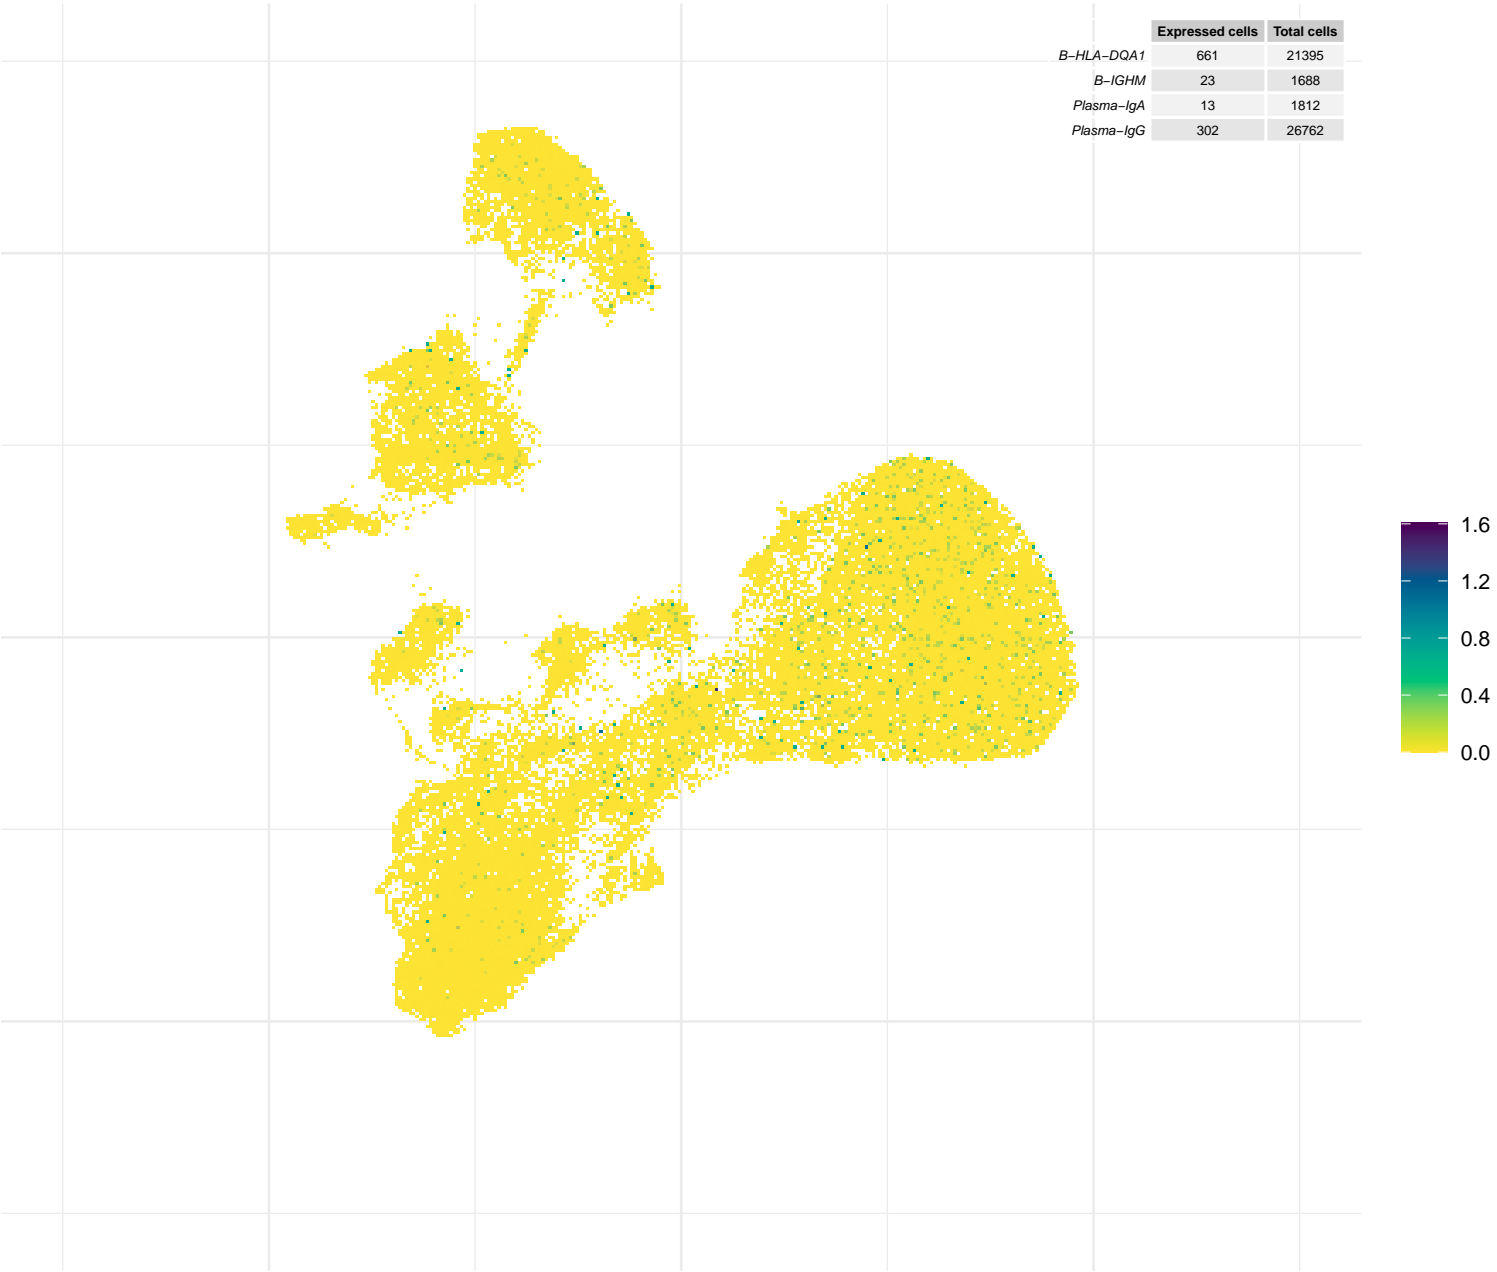 Expressed cells Total cells
B−HLA−DQA1 661 21395
B−IGHM 23 1688
Plasma−IgA 13 1812
Plasma−IgG 302 26762
1.6
1.2
0.8
0.4
0.0